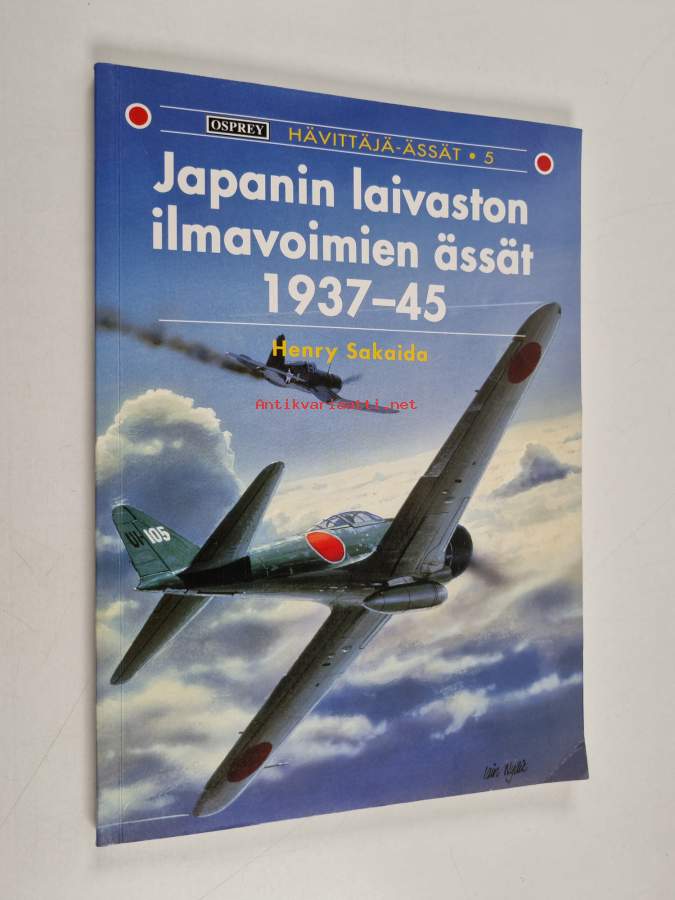 OSPREY HÄVITTÄJÄ-ÄSSÄT • 5
Japanin laivaston
ilmavoimien ässät
1937–45
Henry Sakaida
Antikvariaatti.net
UI-105